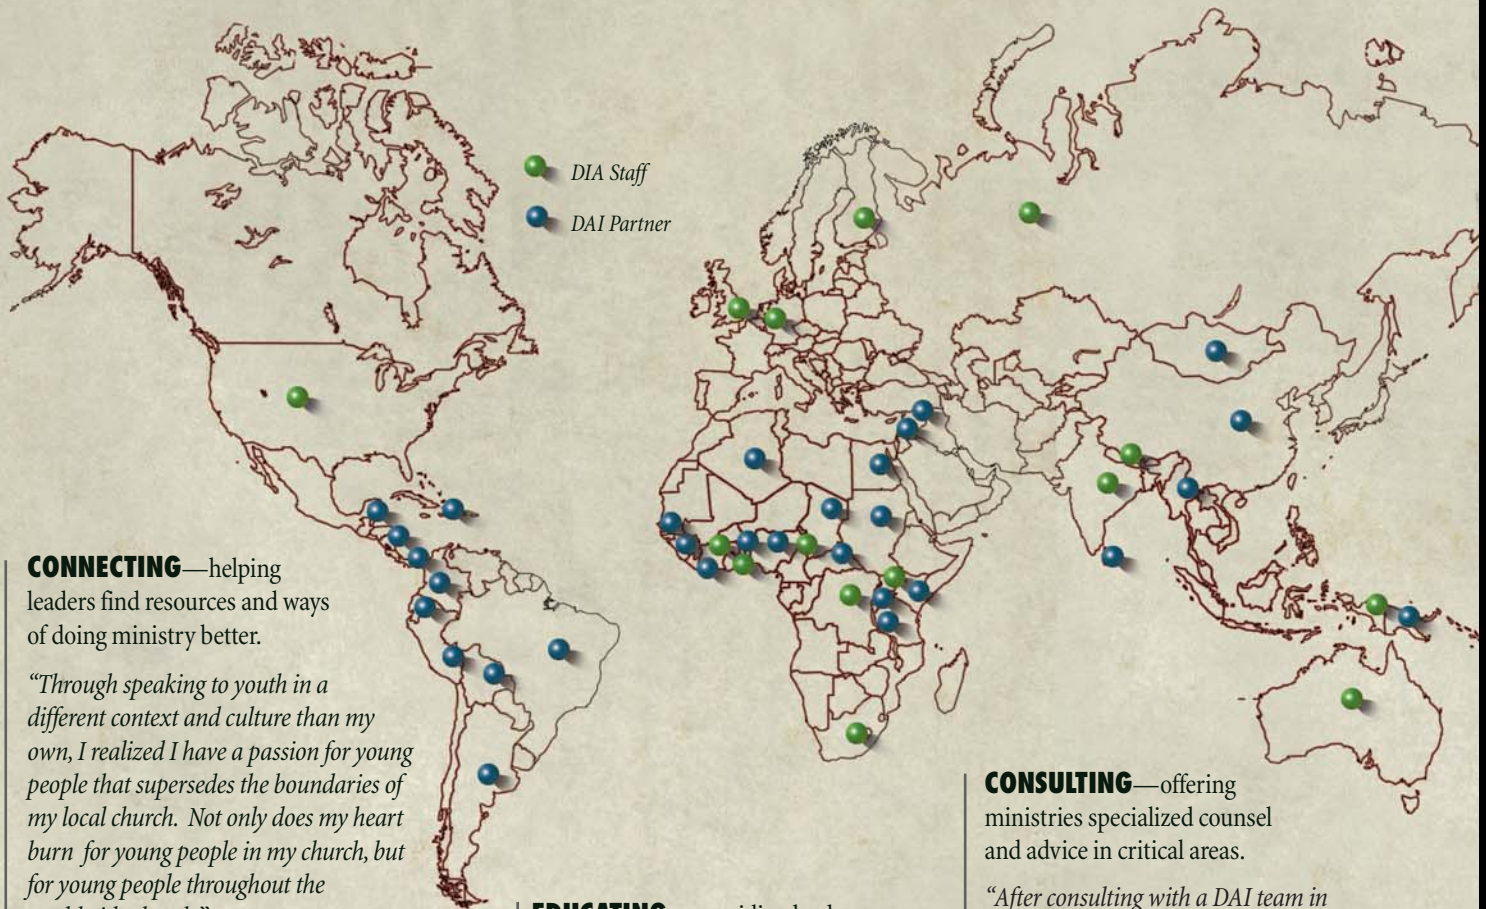 DIA Staff
DAI Partner
CONNECTING—helping
leaders find resources and ways
of doing ministry better.
“Through speaking to youth in a
different context and culture than my
own, I realized I have a passion for young
people that supersedes the boundaries of
my local church.  Not only does my heart
burn  for young people in my church, but
for young people throughout the
CONSULTING—offering
ministries specialized counsel
and advice in critical areas.
“After consulting with a DAI team in
EDUCATING